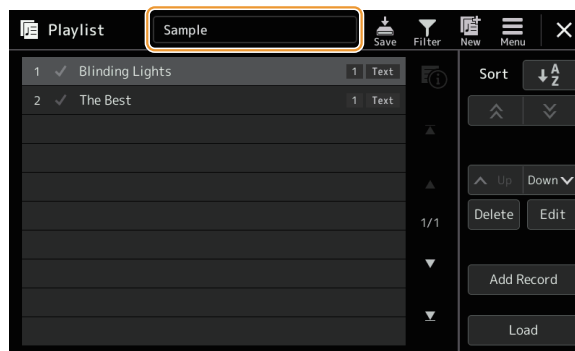 Playlist Sample Save Filter New Menu
1 Blinding Lights 1 Text
2 The Best 1 Text
Sort A Z
Up Down
1/1
Delete Edit
Add Record
Load